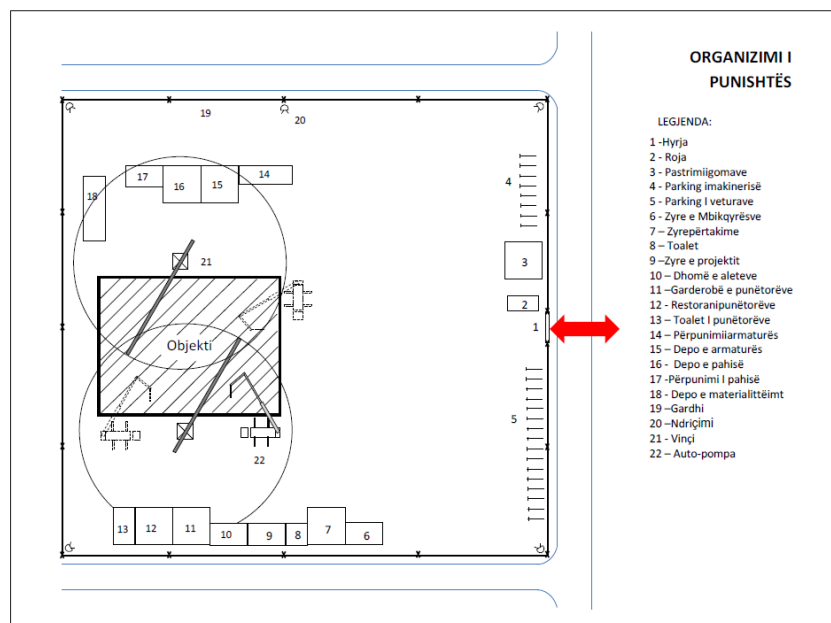 ORGANIZIMI I
PUNISHTËS
LEGJENDA:
1 -Hyrja
2 - Roja
3 - Pastrimiigomave
4 - Parking imakinerisë
5 - Parking I veturave
6 - Zyre e Mbikqyrësve
7 – Zyrepërtakime
8 – Toalet
9 –Zyre e projektit
10 – Dhomë e aleteve
11 –Garderobë e punëtorëve
12 - Restoranipunëtorëve
13 – Toalet I punëtorëve
14 – Përpunimiiarmaturës
15 – Depo e armaturës
16 - Depo e pahisë
17 -Përpunimi I pahisë
18 - Depo e materialittëimt
19 –Gardhi
20 –Ndriçimi
21 - Vinçi
22 – Auto-pompa
19
20
17
16
15
14
18
4
21
3
2
1
Objekti
5
22
13
12
11
10
9
8
7
6